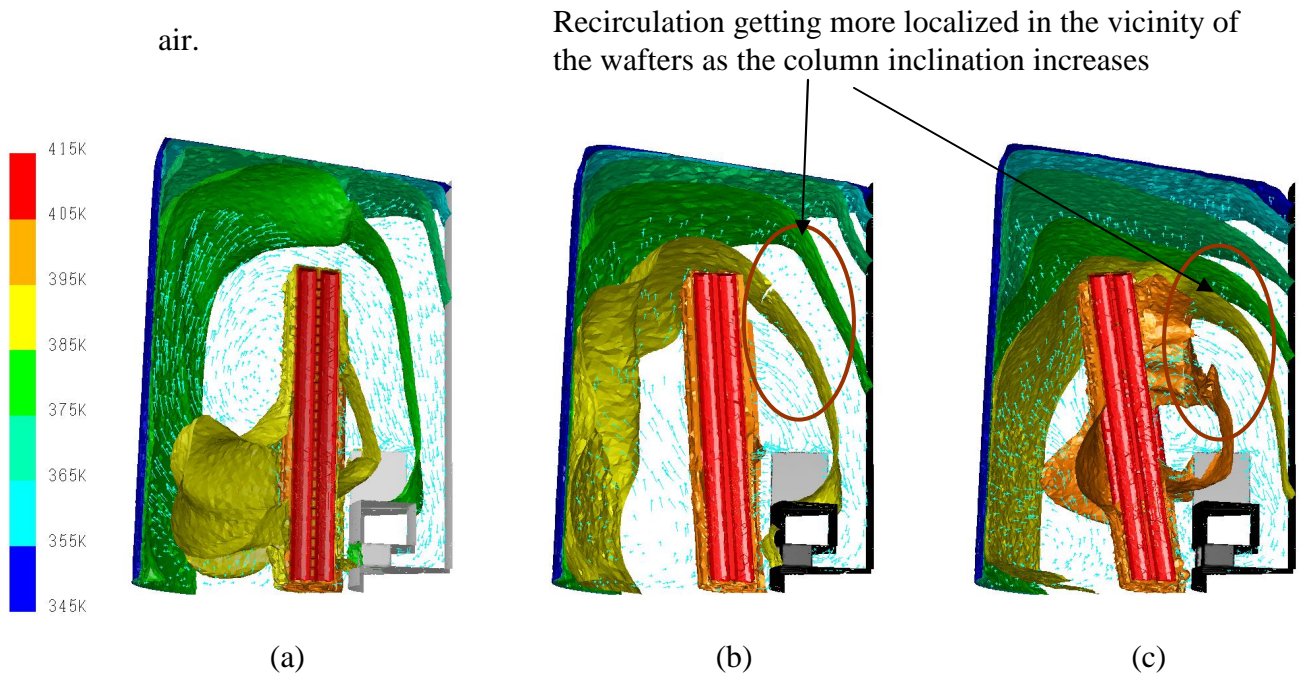 air.
Recirculation getting more localized in the vicinity of
the wafters as the column inclination increases
415K
405K
395K
385K
375K
365K
355K
345K
(a)
(b)
(c)